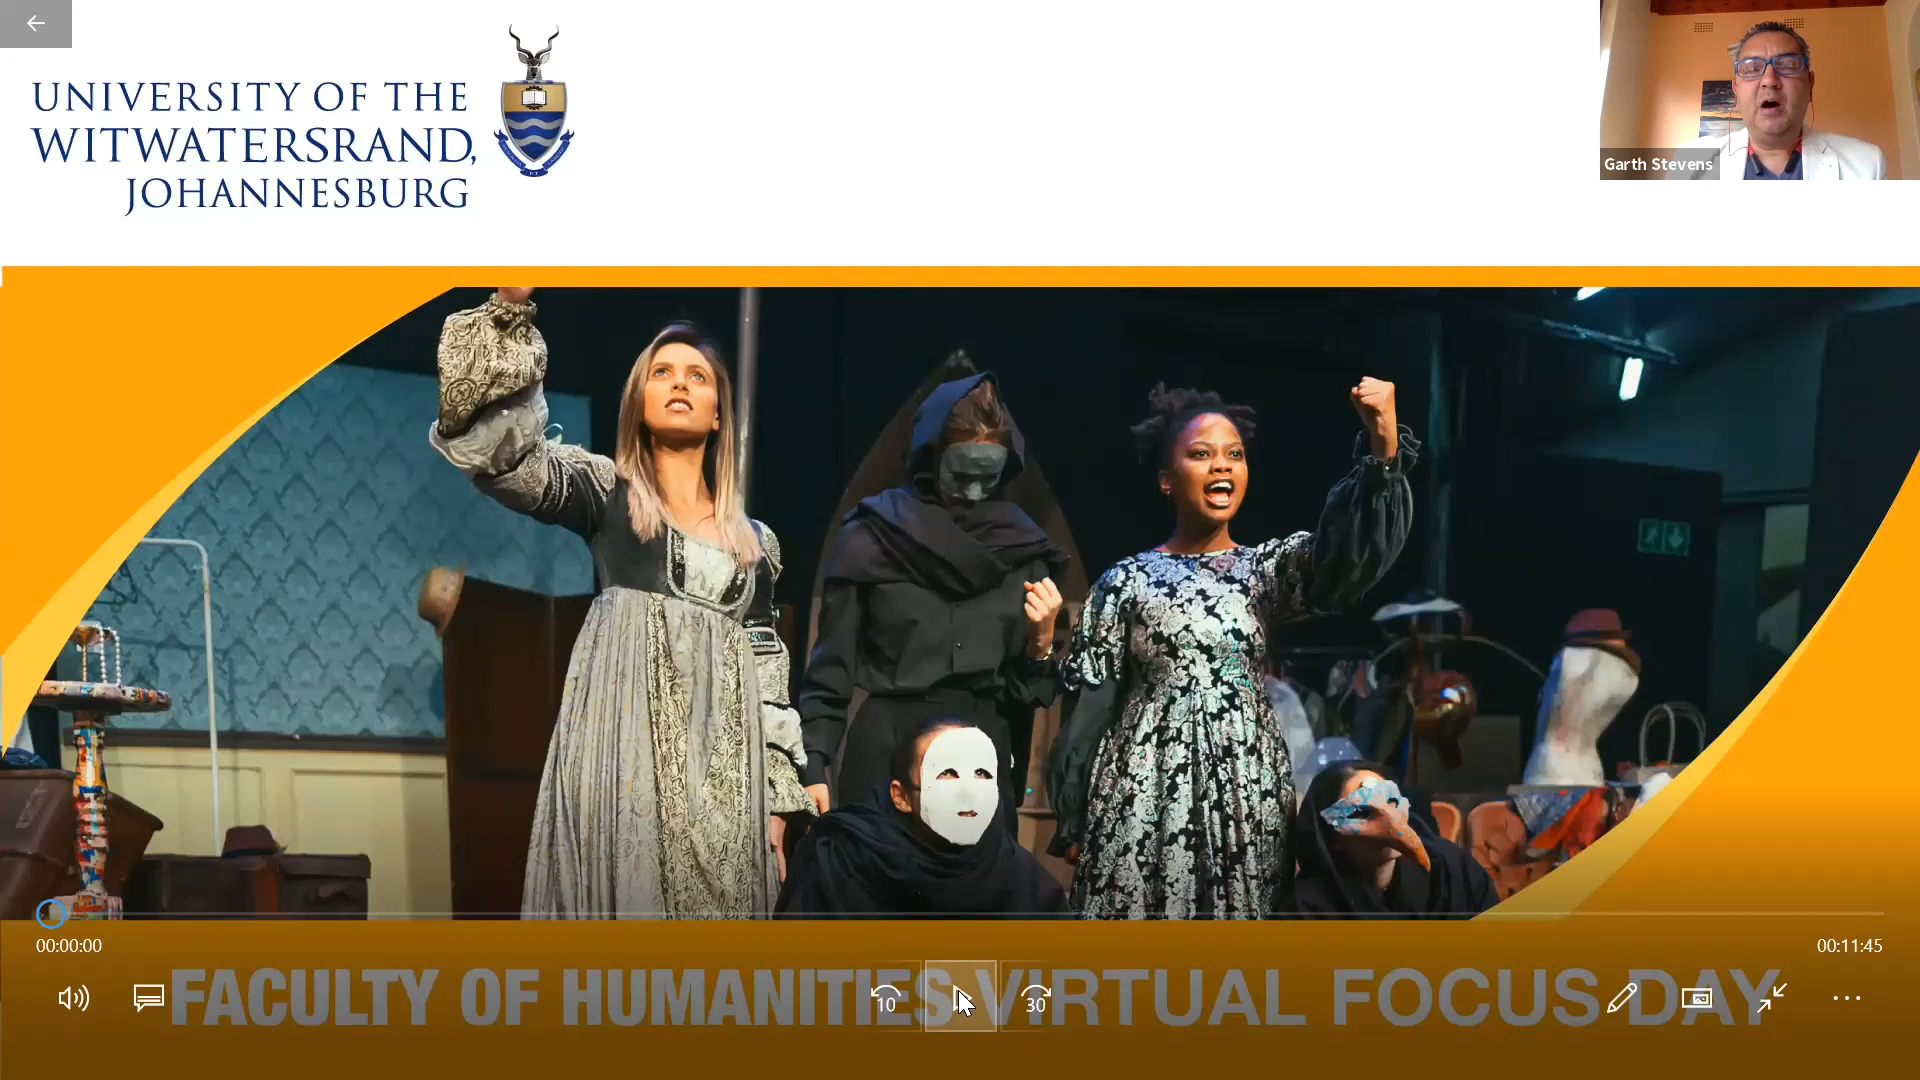 UNIVERSITY OF THE
WITWATERSRAND,
JOHANNESBURG
Garth Stevens
00:00:00
00:11:45
FACULTY OF HUMANITIES VIRTUAL FOCUS DAY
10
30